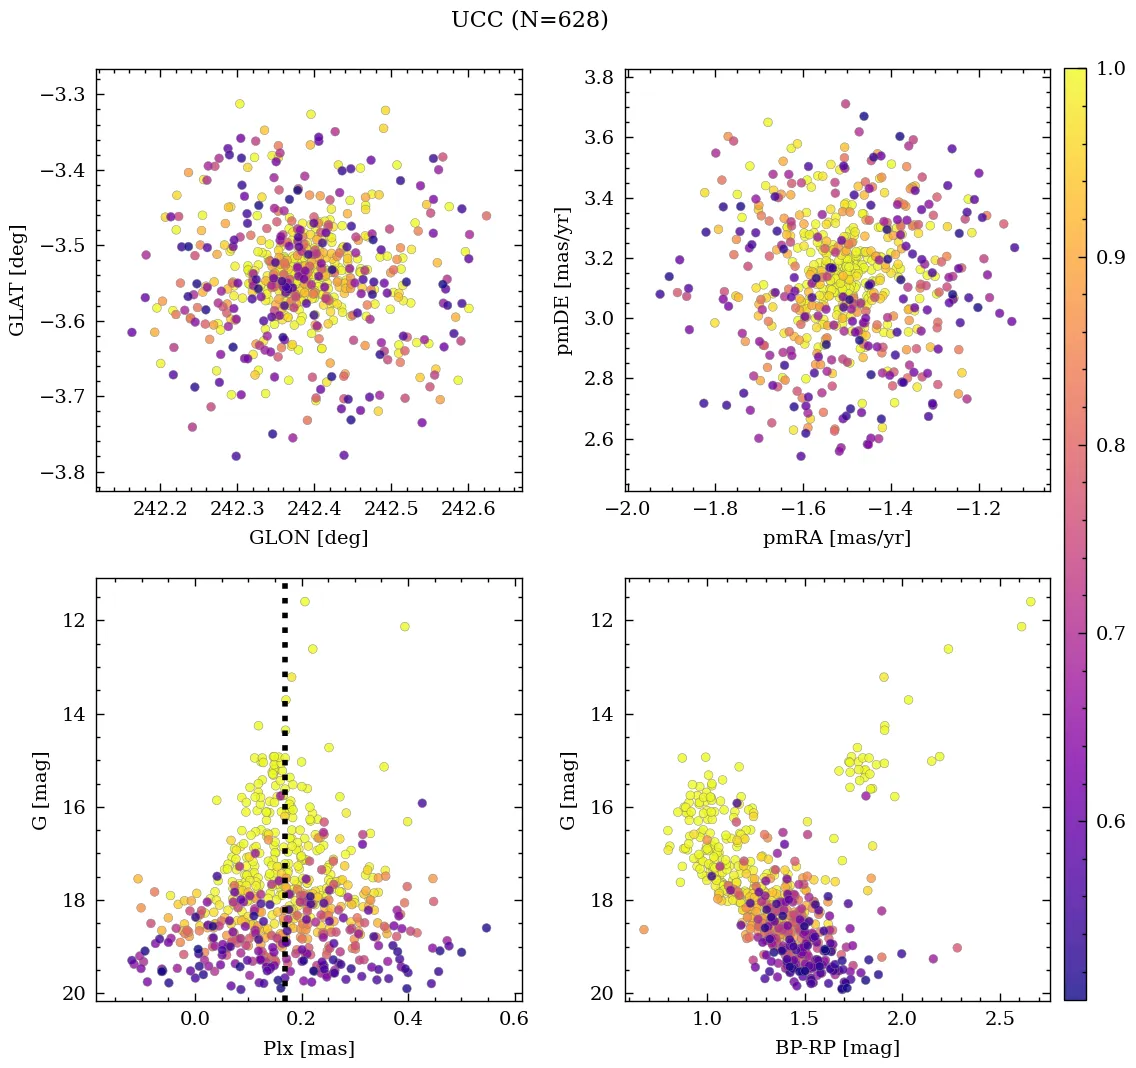 UCC (N=628)
−3.3
−3.4
−3.5
−3.6
−3.7
−3.8
GLAT [deg]
242.2 242.3 242.4 242.5 242.6
GLON [deg]
3.8
3.6
3.4
3.2
3.0
2.8
2.6
pmDE [mas/yr]
−2.0 −1.8 −1.6 −1.4 −1.2
pmRA [mas/yr]
12
14
16
18
20
G [mag]
0.0 0.2 0.4 0.6
Plx [mas]
12
14
16
18
20
G [mag]
1.0 1.5 2.0 2.5
BP-RP [mag]
1.0
0.9
0.8
0.7
0.6